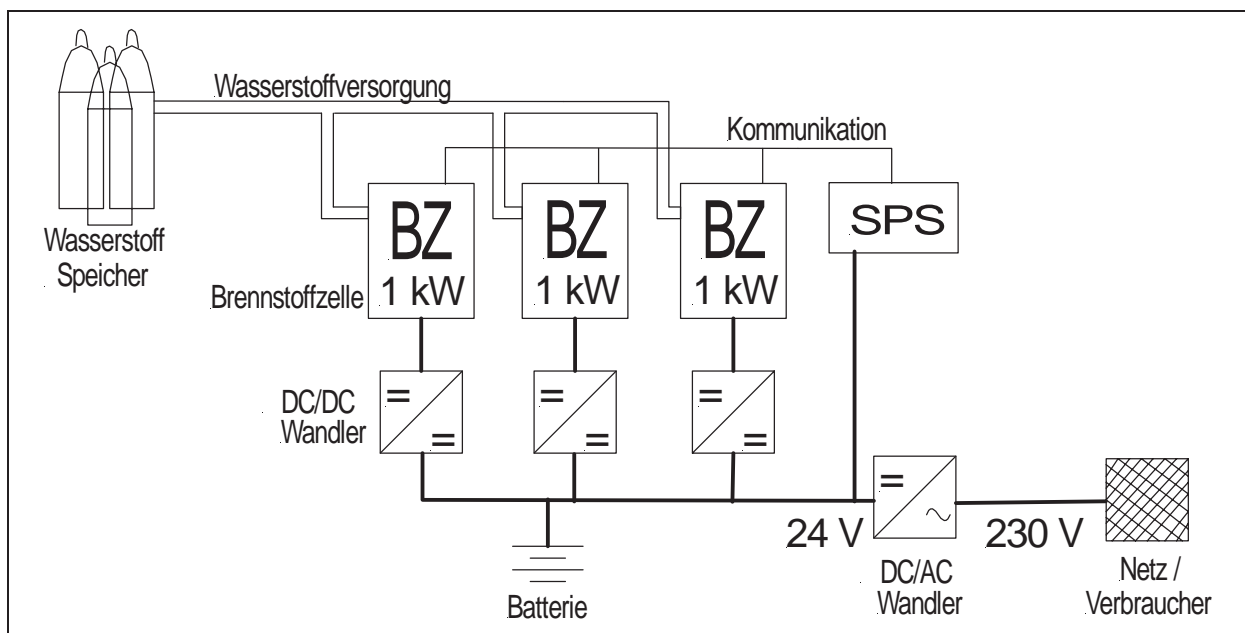 Wasserstoffversorgung
Kommunikation
BZ
1 kW
BZ
1 kW
BZ
1 kW
SPS
Wasserstoff
Speicher
Brennstoffzelle
DC/DC
Wandler
=
=
=
=
=
=
24 V
=
~
230 V
Batterie
DC/AC
Wandler
Netz /
Verbraucher